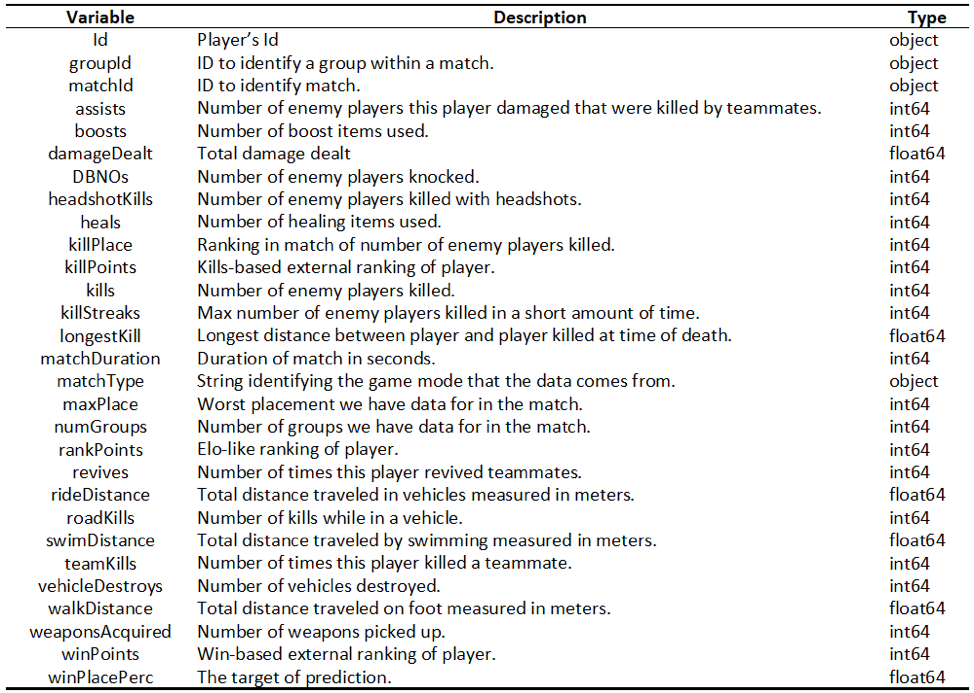 Variable Description Type
Id Player's Id object
groupId ID to identify a group within a match. object
matchId ID to identify match. object
assists Number of enemy players this player damaged that were killed by teammates. int64
boosts Number of boost items used. int64
damageDealt Total damage dealt float64
DBNOs Number of enemy players knocked. int64
headshotKills Number of enemy players killed with headshots. int64
heals Number of healing items used. int64
killPlace Ranking in match of number of enemy players killed. int64
killPoints Kills-based external ranking of player. int64
kills Number of enemy players killed. int64
killStreaks Max number of enemy players killed in a short amount of time. int64
longestKill Longest distance between player and player killed at time of death. float64
matchDuration Duration of match in seconds. int64
matchType String identifying the game mode that the data comes from. object
maxPlace Worst placement we have data for in the match. int64
numGroups Number of groups we have data for in the match. int64
rankPoints Elo-like ranking of player. int64
revives Number of times this player revived teammates. int64
rideDistance Total distance traveled in vehicles measured in meters. float64
roadKills Number of kills while in a vehicle. int64
swimDistance Total distance traveled by swimming measured in meters. float64
teamKills Number of times this player killed a teammate. int64
vehicleDestroys Number of vehicles destroyed. int64
walkDistance Total distance traveled on foot measured in meters. float64
weaponsAcquired Number of weapons picked up. int64
winPoints Win-based external ranking of player. int64
winPlacePerc The target of prediction. float64